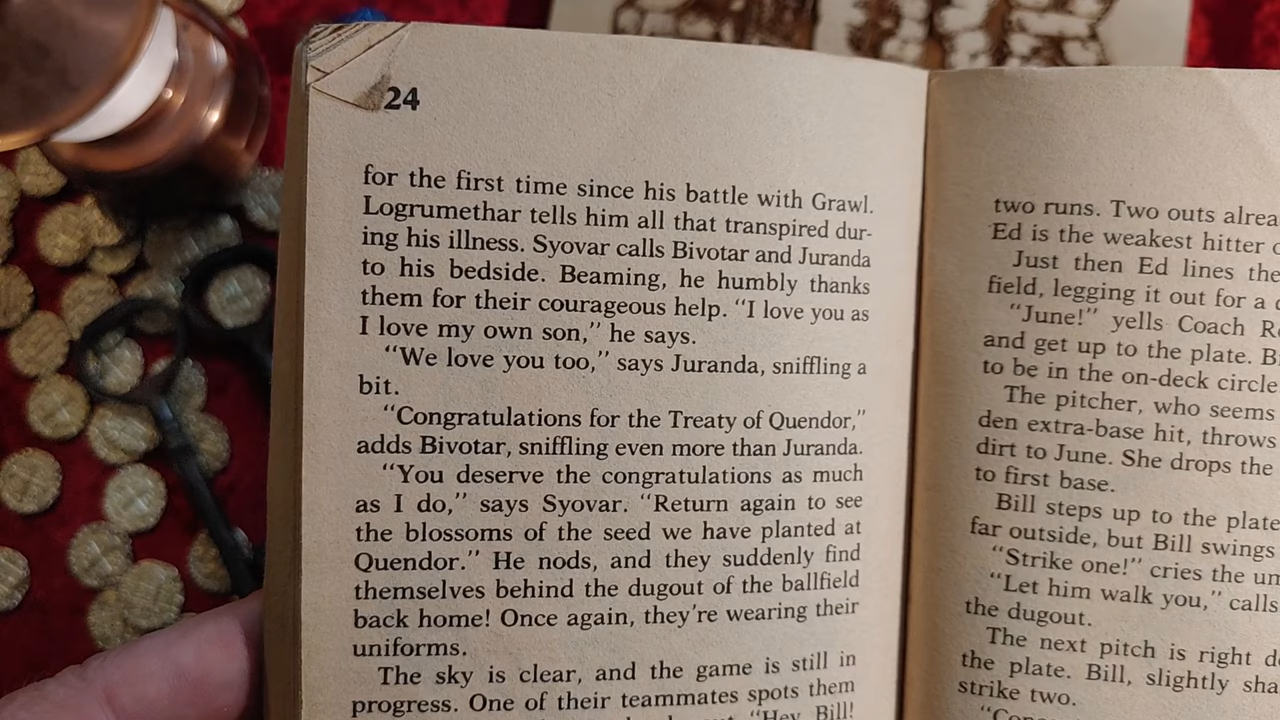 24
for the first time since his battle with Grawl.
Logrumethar tells him all that transpired dur-
ing his illness. Syovar calls Bivotar and Juranda
to his bedside. Beaming, he humbly thanks
them for their courageous help. “I love you as
I love my own son,” he says.
“We love you too,” says Juranda, sniffling a
bit.
“Congratulations for the Treaty of Quendor,”
adds Bivotar, sniffling even more than Juranda.
“You deserve the congratulations as much
as I do,” says Syovar. “Return again to see
the blossoms of the seed we have planted at
Quendor.” He nods, and they suddenly find
themselves behind the dugout of the ballfield
back home! Once again, they’re wearing their
uniforms.
The sky is clear, and the game is still in
progress. One of their teammates spots them
“Hey, Bill!
two runs. Two outs alrea
Ed is the weakest hitter
Just then Ed lines the
field, legging it out for a
“June!” yells Coach R
and get up to the plate. B
to be in the on-deck circle
The pitcher, who seems
den extra-base hit, throws
dirt to June. She drops the
to first base.
Bill steps up to the plate
far outside, but Bill swings
“Strike one!” cries the um
“Let him walk you,” calls
the dugout.
The next pitch is right d
the plate. Bill, slightly sha
strike two.